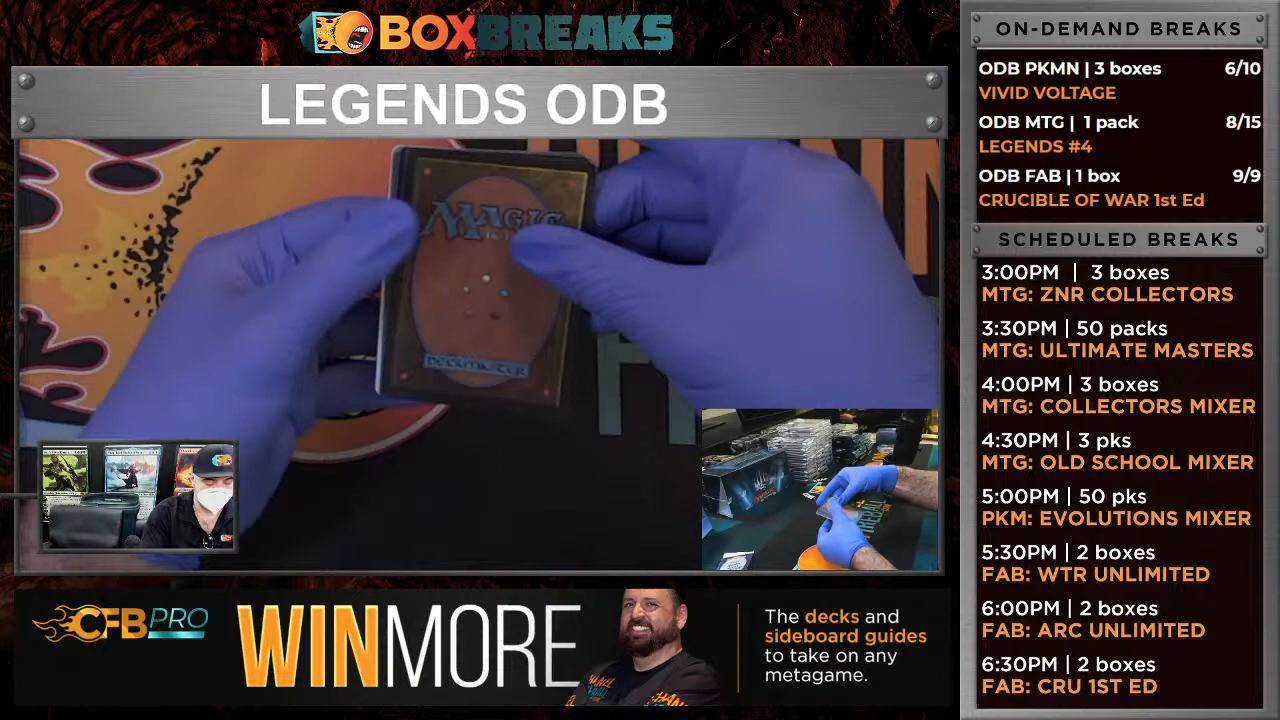 BOXBREAKS
LEGENDS ODB
MAGIC
DECKMASTER
CFBPRO
WINMORE
The decks and
sideboard guides
to take on any
metagame.
ON-DEMAND BREAKS
ODB PKMN | 3 boxes 6/10
VIVID VOLTAGE
ODB MTG | 1 pack 8/15
LEGENDS #4
ODB FAB | 1 box 9/9
CRUCIBLE OF WAR 1st Ed
SCHEDULED BREAKS
3:00PM | 3 boxes
MTG: ZNR COLLECTORS
3:30PM | 50 packs
MTG: ULTIMATE MASTERS
4:00PM | 3 boxes
MTG: COLLECTORS MIXER
4:30PM | 3 pks
MTG: OLD SCHOOL MIXER
5:00PM | 50 pks
PKM: EVOLUTIONS MIXER
5:30PM | 2 boxes
FAB: WTR UNLIMITED
6:00PM | 2 boxes
FAB: ARC UNLIMITED
6:30PM | 2 boxes
FAB: CRU 1ST ED